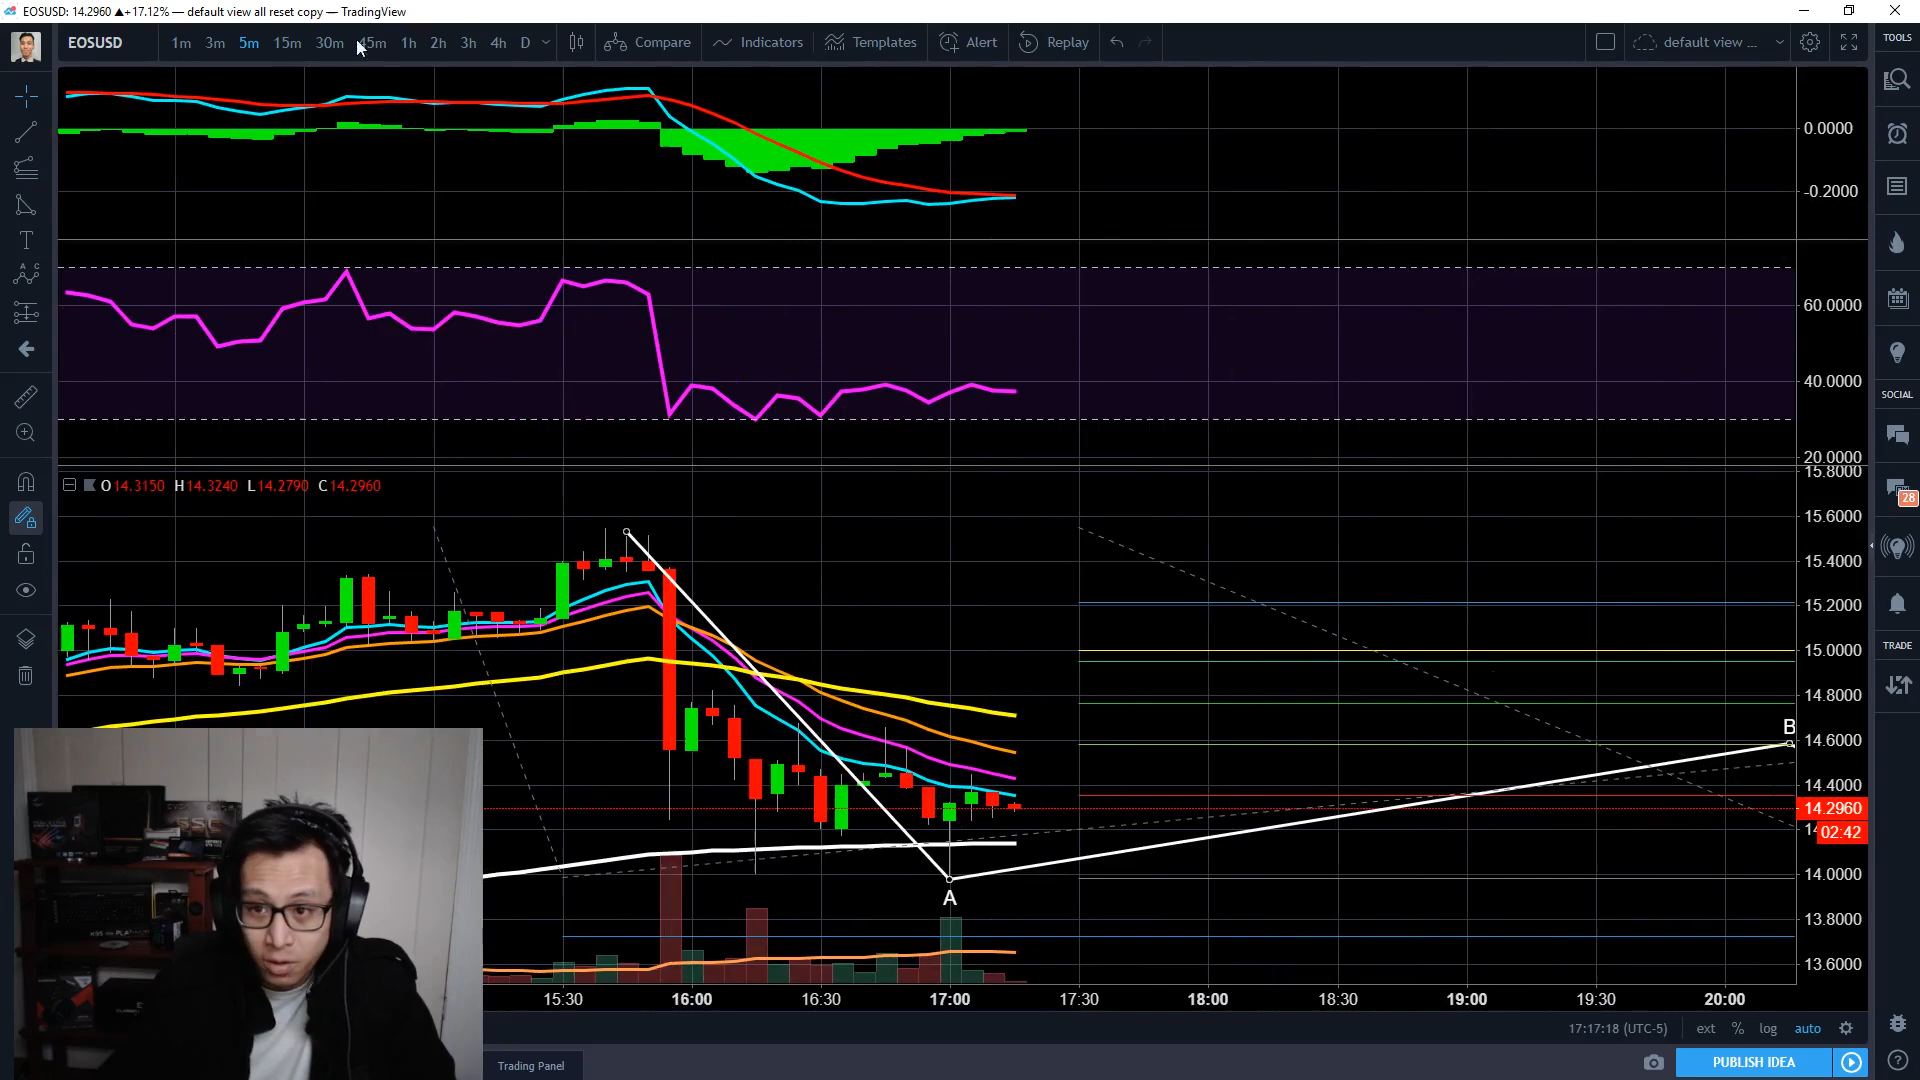 EOSUSD: 14.2960 ▲+17.12% — default view all reset copy — TradingView
EOSUSD 1m 3m 5m 15m 30m 45m 1h 2h 3h 4h D Compare Indicators Templates Alert Replay default view ...
TOOLS
0.0000
-0.2000
60.0000
40.0000
20.0000
SOCIAL
28
O14.3150 H14.3240 L14.2790 C14.2960
15.8000
15.6000
15.4000
15.2000
15.0000
TRADE
14.8000
B
14.6000
14.4000
14.2960
02:42
14.0000
A
13.8000
13.6000
15:30 16:00 16:30 17:00 17:30 18:00 18:30 19:00 19:30 20:00
17:17:18 (UTC-5) ext % log auto
Trading Panel
PUBLISH IDEA